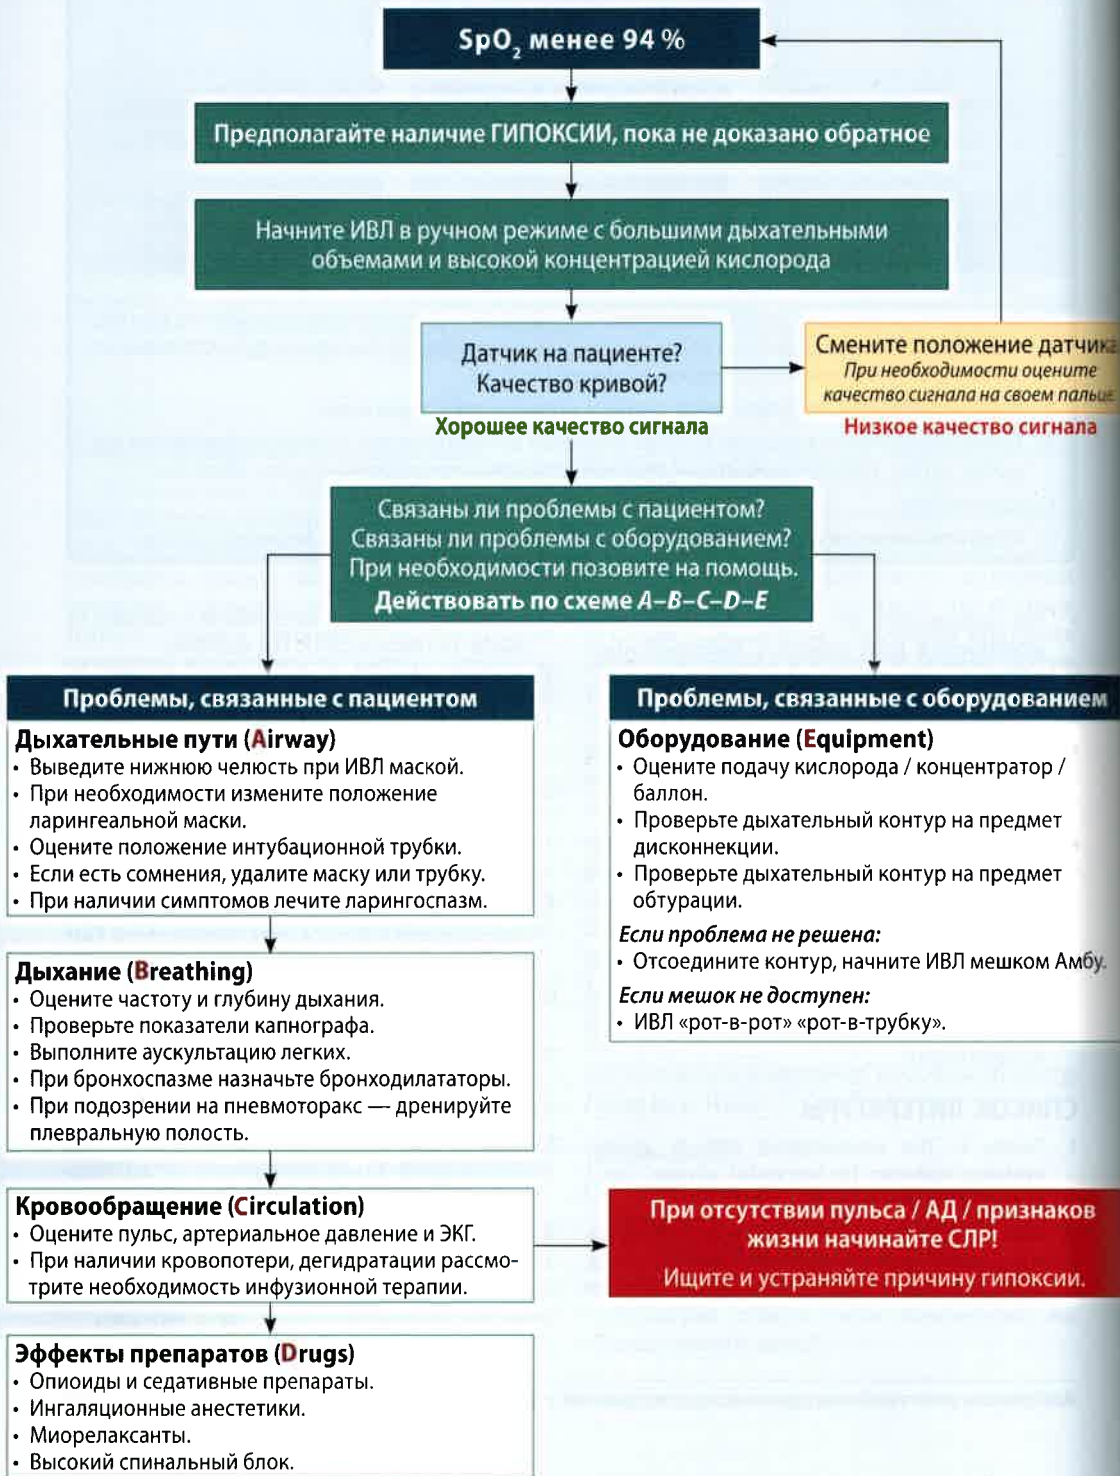 SpO₂ менее 94 %
Предполагайте наличие ГИПОКСИИ, пока не доказано обратное
Начните ИВЛ в ручном режиме с большими дыхательными
объемами и высокой концентрацией кислорода
Датчик на пациенте?
Качество кривой?
Хорошее качество сигнала
Смените положение датчика
При необходимости оцените
качество сигнала на своем пальце
Низкое качество сигнала
Связаны ли проблемы с пациентом?
Связаны ли проблемы с оборудованием?
При необходимости позовите на помощь.
Действовать по схеме A–B–C–D–E
Проблемы, связанные с пациентом
Дыхательные пути (Airway)
• Выведите нижнюю челюсть при ИВЛ маской.
• При необходимости измените положение
ларингеальной маски.
• Оцените положение интубационной трубки.
• Если есть сомнения, удалите маску или трубку.
• При наличии симптомов лечите ларингоспазм.
Дыхание (Breathing)
• Оцените частоту и глубину дыхания.
• Проверьте показатели капнографа.
• Выполните аускультацию легких.
• При бронхоспазме назначьте бронходилататоры.
• При подозрении на пневмоторакс — дренируйте
плевральную полость.
Кровообращение (Circulation)
• Оцените пульс, артериальное давление и ЭКГ.
• При наличии кровопотери, дегидратации рассмо-
трите необходимость инфузионной терапии.
Эффекты препаратов (Drugs)
• Опиоиды и седативные препараты.
• Ингаляционные анестетики.
• Миорелаксанты.
• Высокий спинальный блок.
Проблемы, связанные с оборудованием
Оборудование (Equipment)
• Оцените подачу кислорода / концентратор /
баллон.
• Проверьте дыхательный контур на предмет
дисконнекции.
• Проверьте дыхательный контур на предмет
обтурации.
Если проблема не решена:
• Отсоедините контур, начните ИВЛ мешком Амбу.
Если мешок не доступен:
• ИВЛ «рот-в-рот» «рот-в-трубку».
При отсутствии пульса / АД / признаков
жизни начинайте СЛР!
Ищите и устраняйте причину гипоксии.